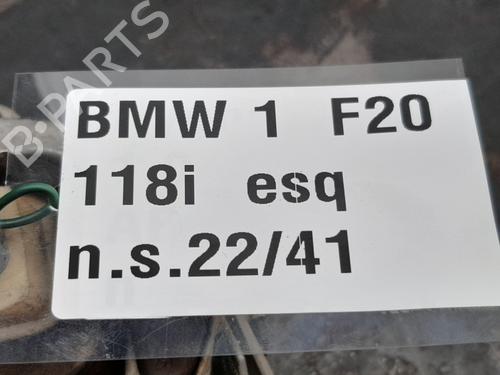 B-PARTS
BMW 1 F20
118i esq
n.s.22/41